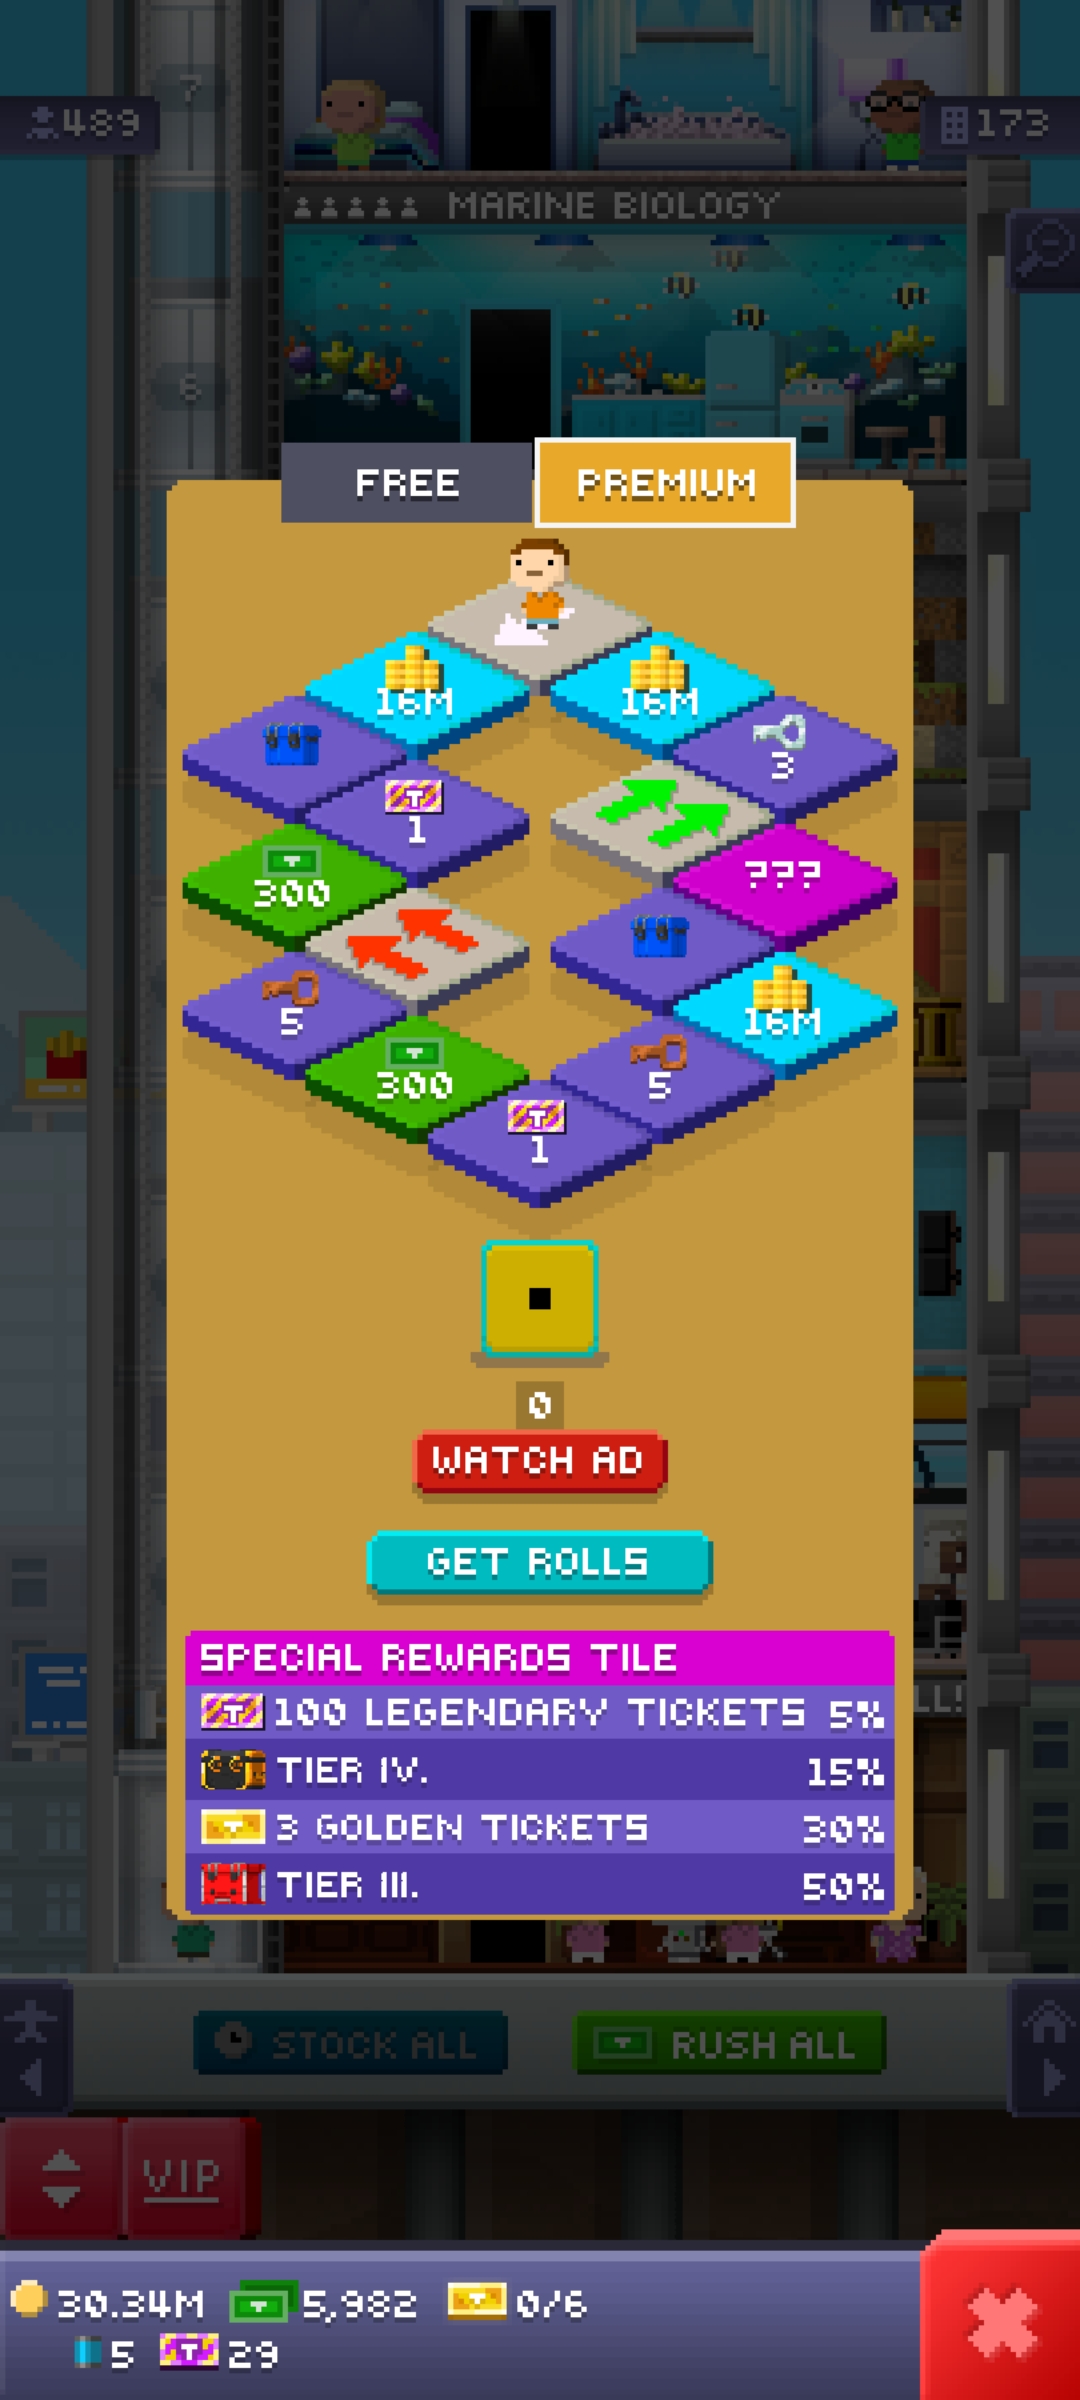 7
489
173
MARINE BIOLOGY
6
FREE
PREMIUM
16M
16M
3
1
300
???
5
16M
300
5
1
0
WATCH AD
GET ROLLS
SPECIAL REWARDS TILE
100 LEGENDARY TICKETS 5%
TIER IV. 15%
3 GOLDEN TICKETS 30%
TIER III. 50%
STOCK ALL
RUSH ALL
VIP
30.34M 5,982 0/6
5 29